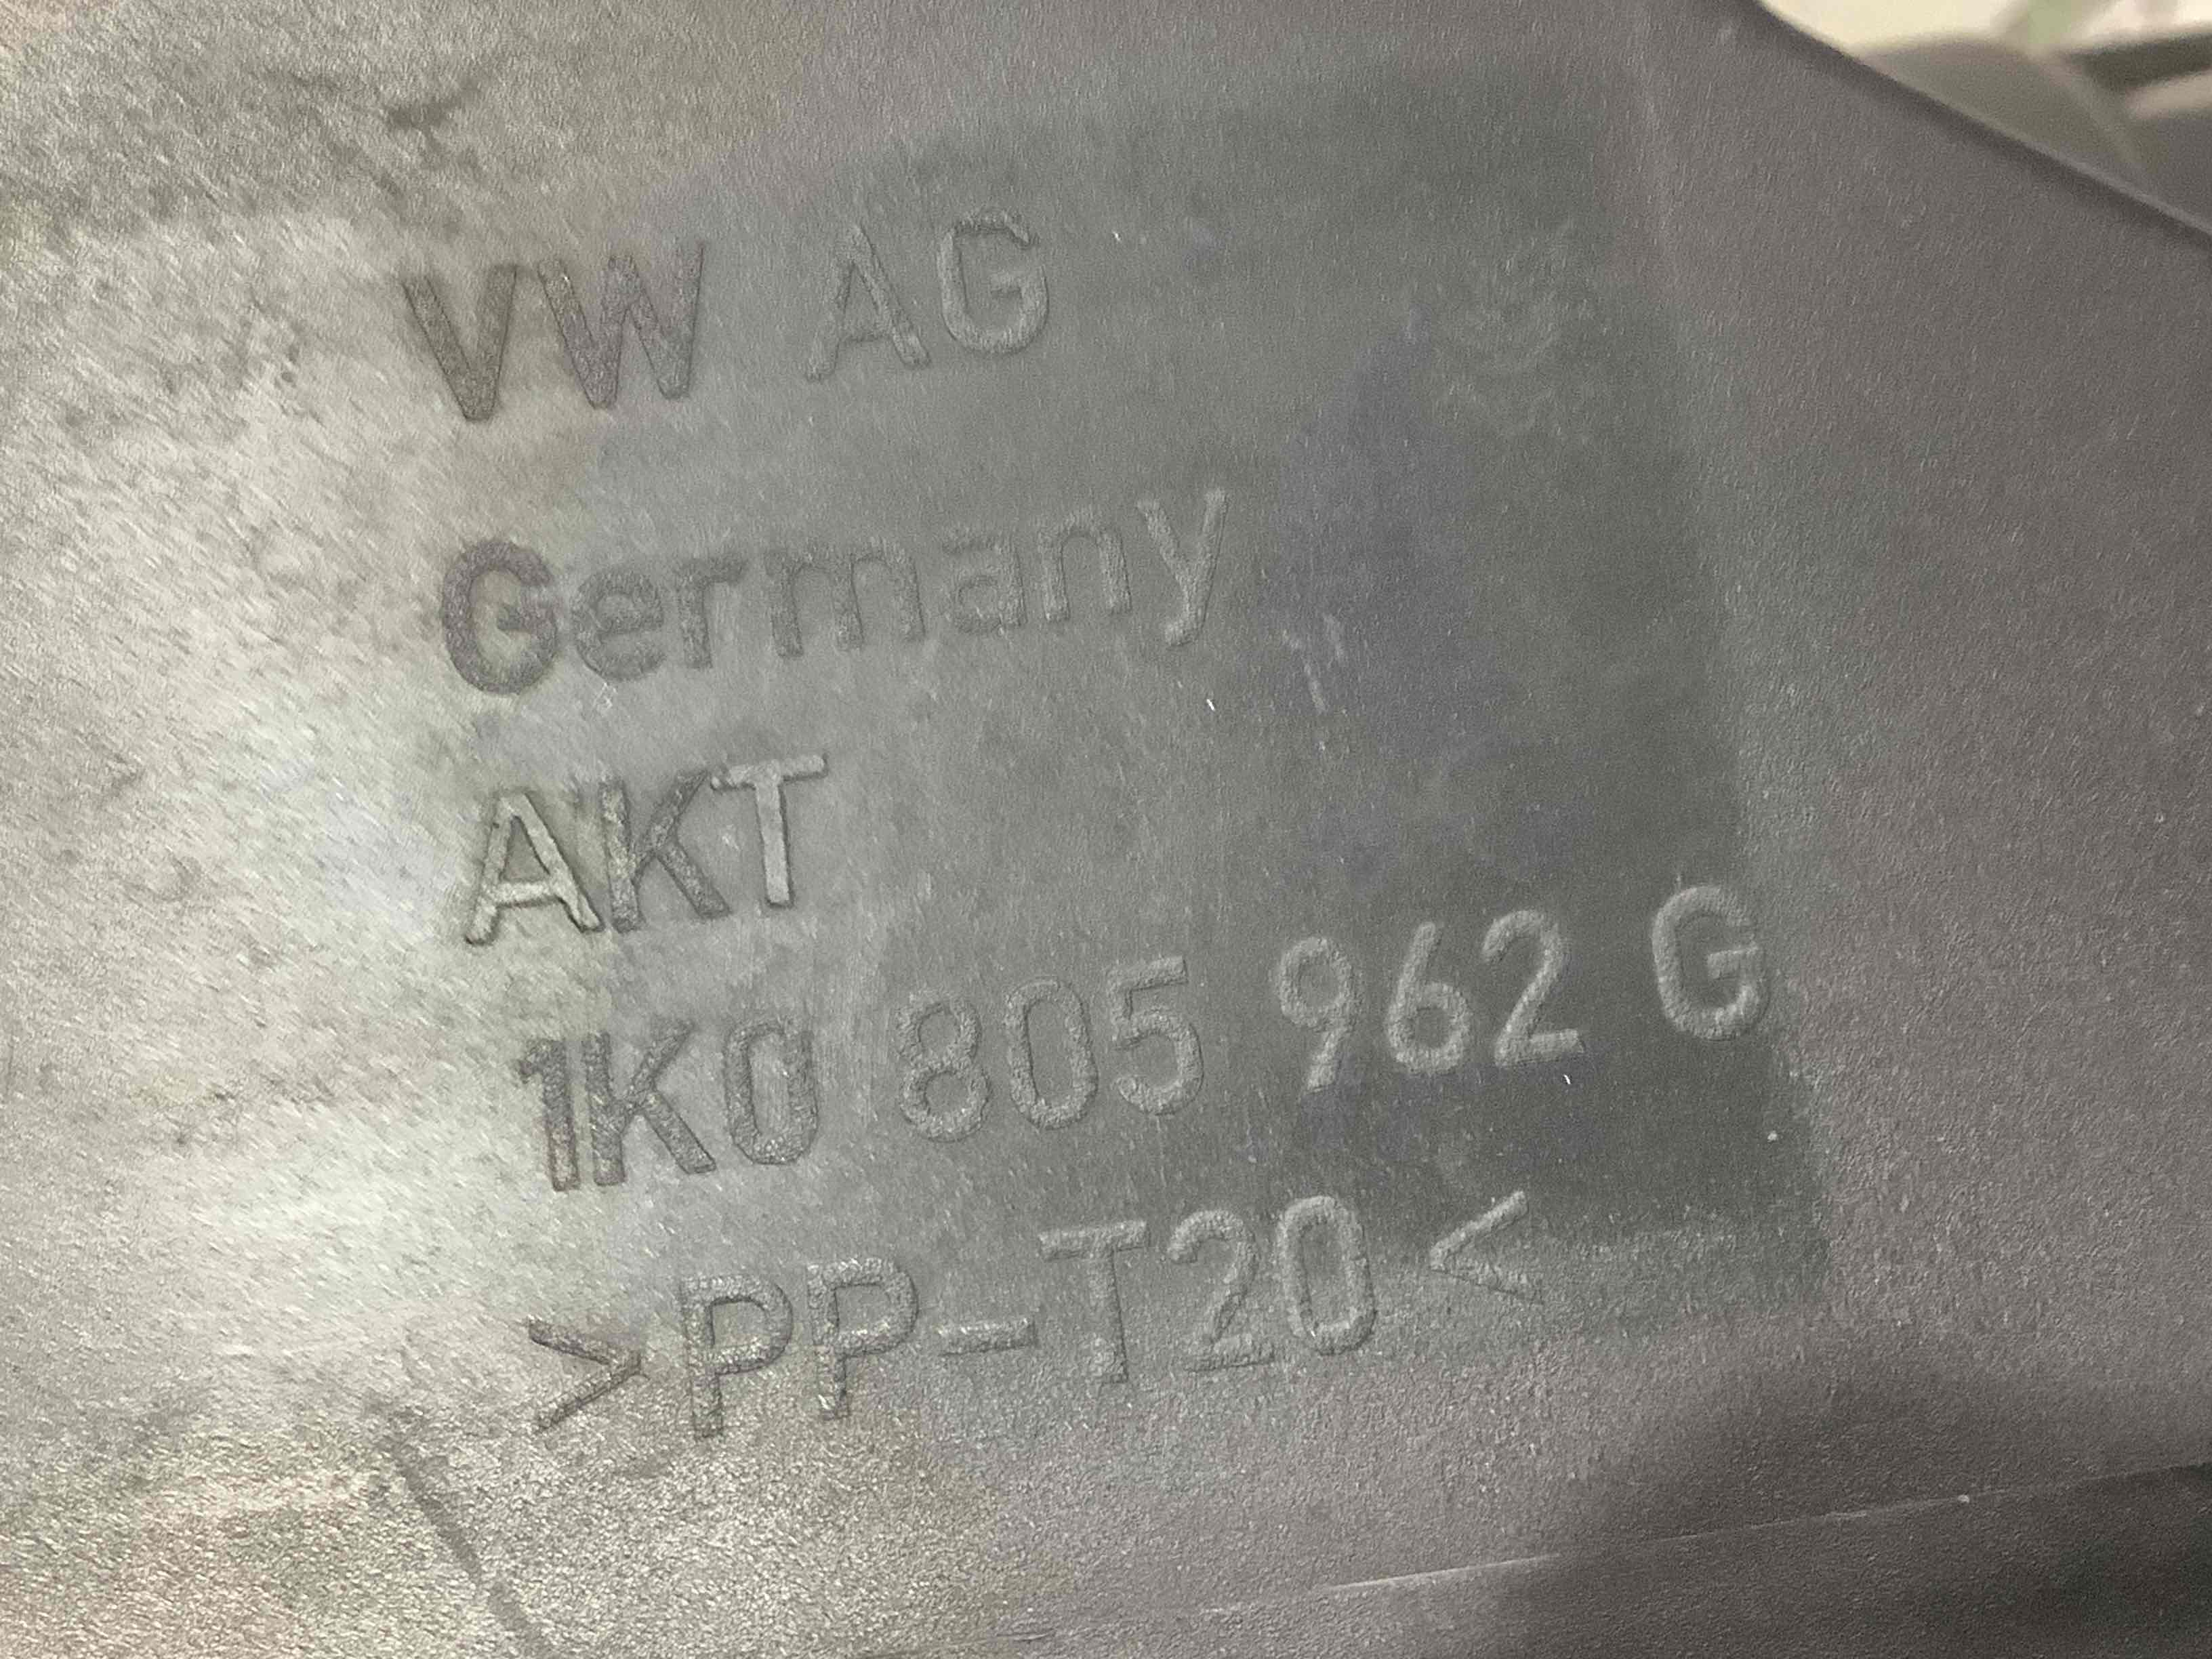 VW AG
Germany
AKT
1K0 805 962 G
>PP-T20<